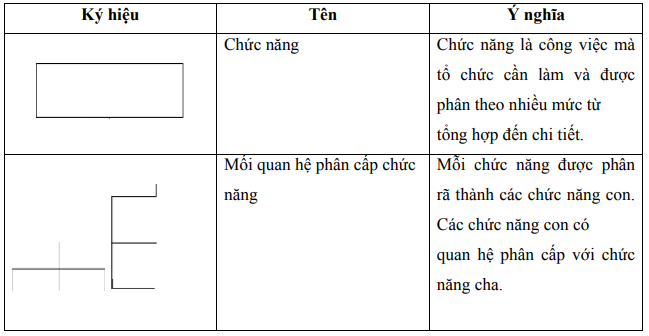 Ký hiệu Tên Ý nghĩa
Chức năng
Chức năng là công việc mà
tổ chức cần làm và được
phân theo nhiều mức từ
tổng hợp đến chi tiết.
Mối quan hệ phân cấp chức
năng
Mỗi chức năng được phân
rã thành các chức năng con.
Các chức năng con có
quan hệ phân cấp với chức
năng cha.